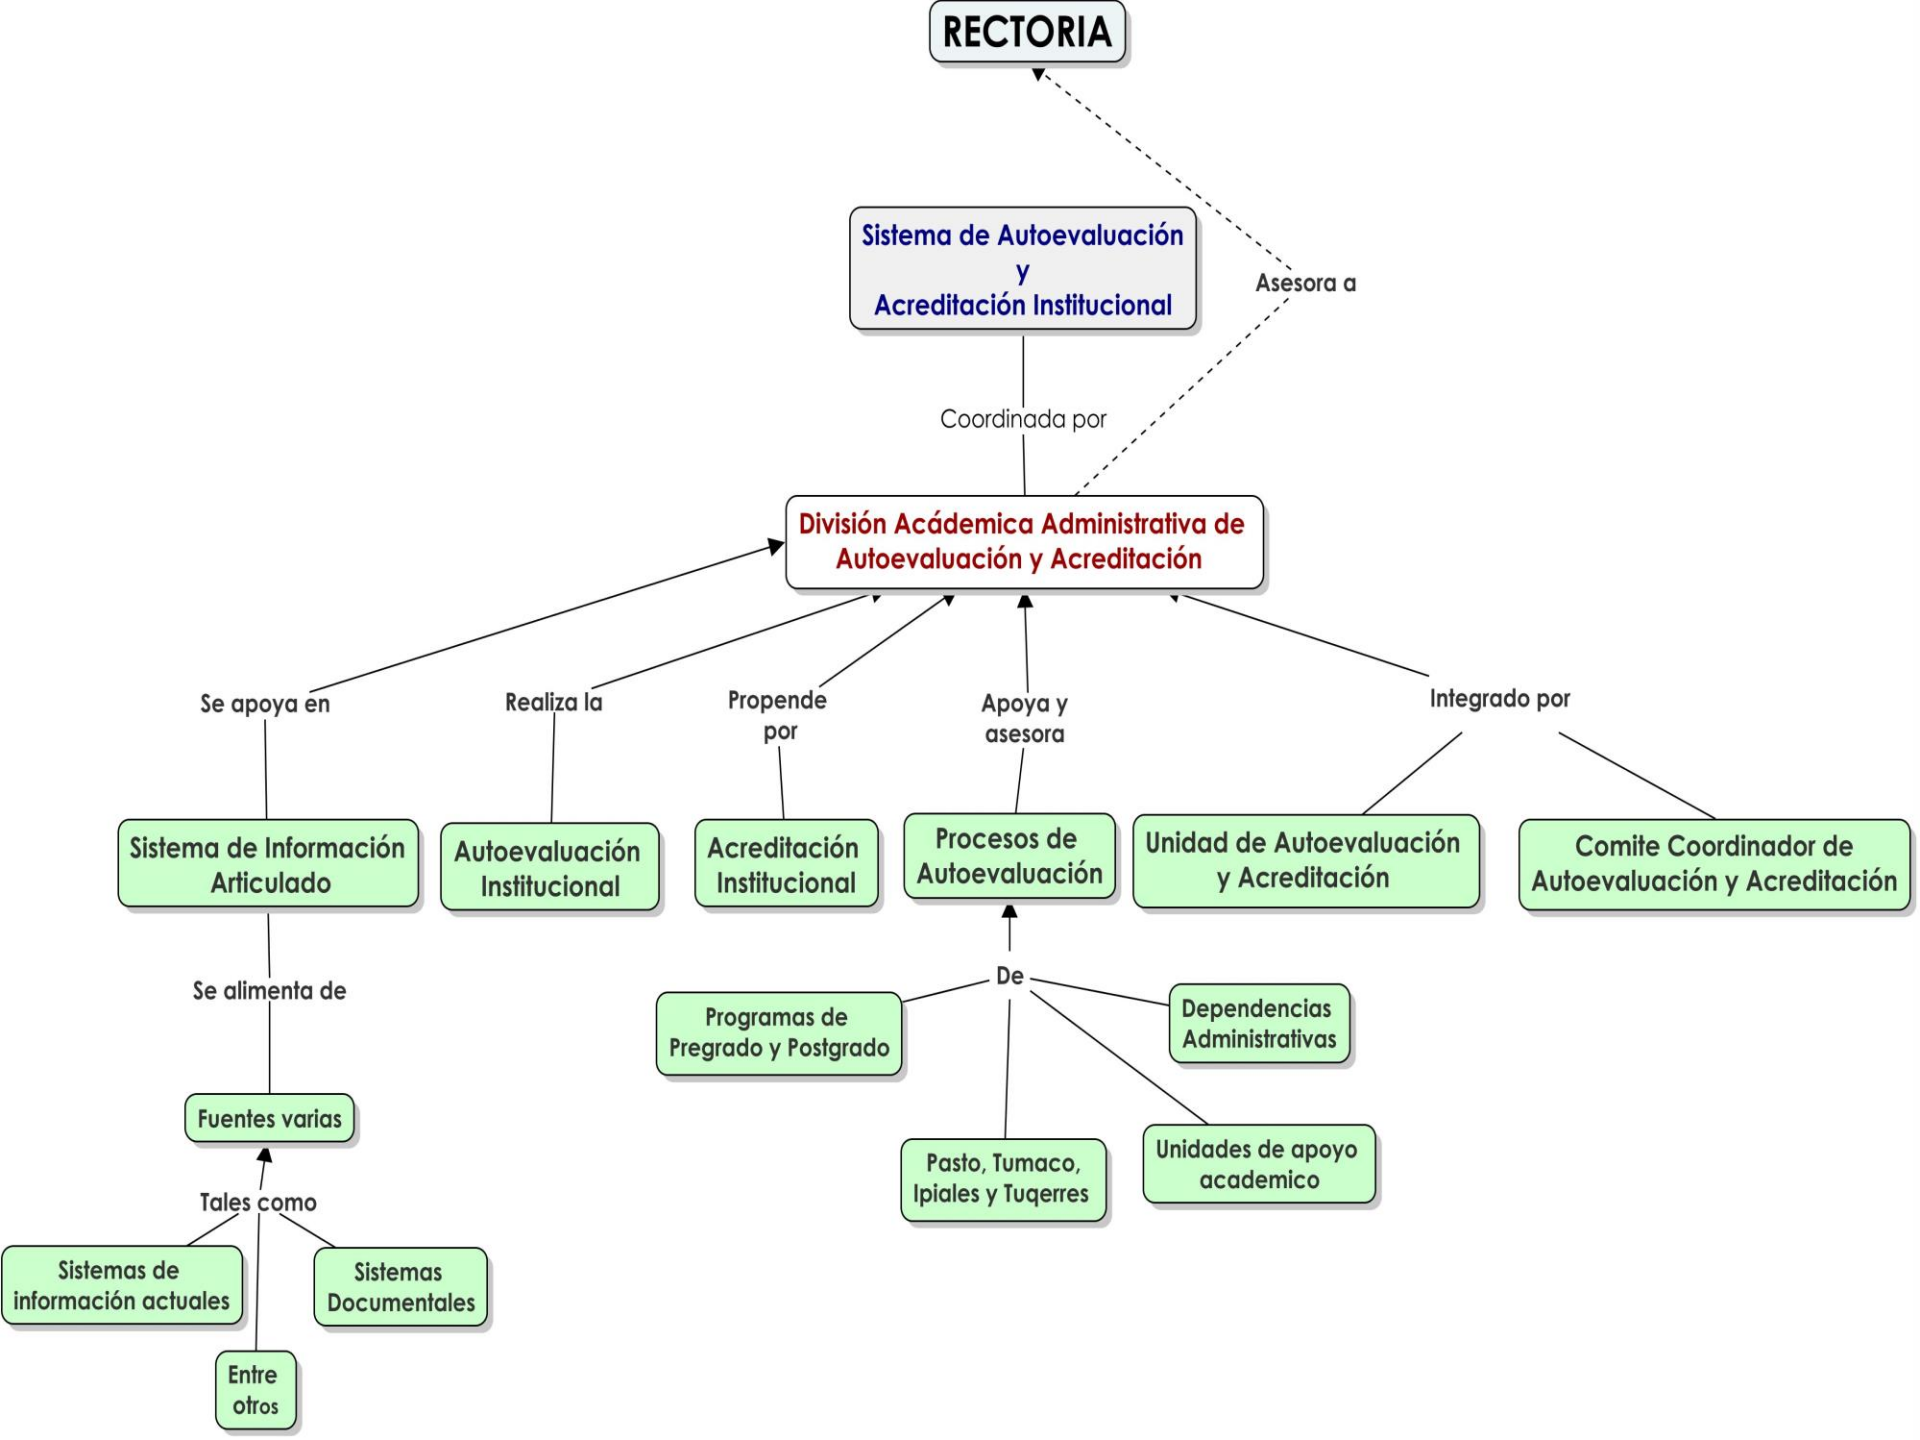 RECTORIA
Sistema de Autoevaluación
y
Acreditación Institucional
Asesora a
Coordinada por
División Acádemica Administrativa de
Autoevaluación y Acreditación
Se apoya en
Realiza la
Propende
por
Apoya y
asesora
Integrado por
Sistema de Información
Articulado
Autoevaluación
Institucional
Acreditación
Institucional
Procesos de
Autoevaluación
Unidad de Autoevaluación
y Acreditación
Comite Coordinador de
Autoevaluación y Acreditación
Se alimenta de
De
Programas de
Pregrado y Postgrado
Dependencias
Administrativas
Fuentes varias
Pasto, Tumaco,
Ipiales y Tuqerres
Unidades de apoyo
academico
Tales como
Sistemas de
información actuales
Sistemas
Documentales
Entre
otros